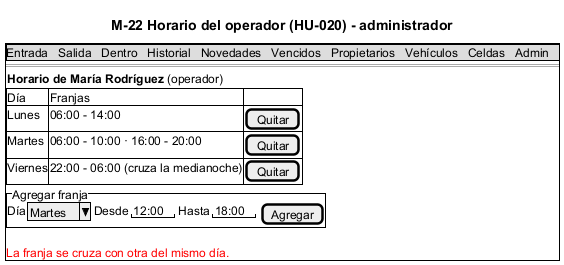 M-22 Horario del operador (HU-020) - administrador
Entrada Salida Dentro Historial Novedades Vencidos Propietarios Vehículos Celdas Admin
Horario de María Rodríguez (operador)
Día Franjas
Lunes 06:00 - 14:00 Quitar
Martes 06:00 - 10:00 · 16:00 - 20:00 Quitar
Viernes 22:00 - 06:00 (cruza la medianoche) Quitar
Agregar franja
Día Martes Desde 12:00 Hasta 18:00 Agregar
La franja se cruza con otra del mismo día.